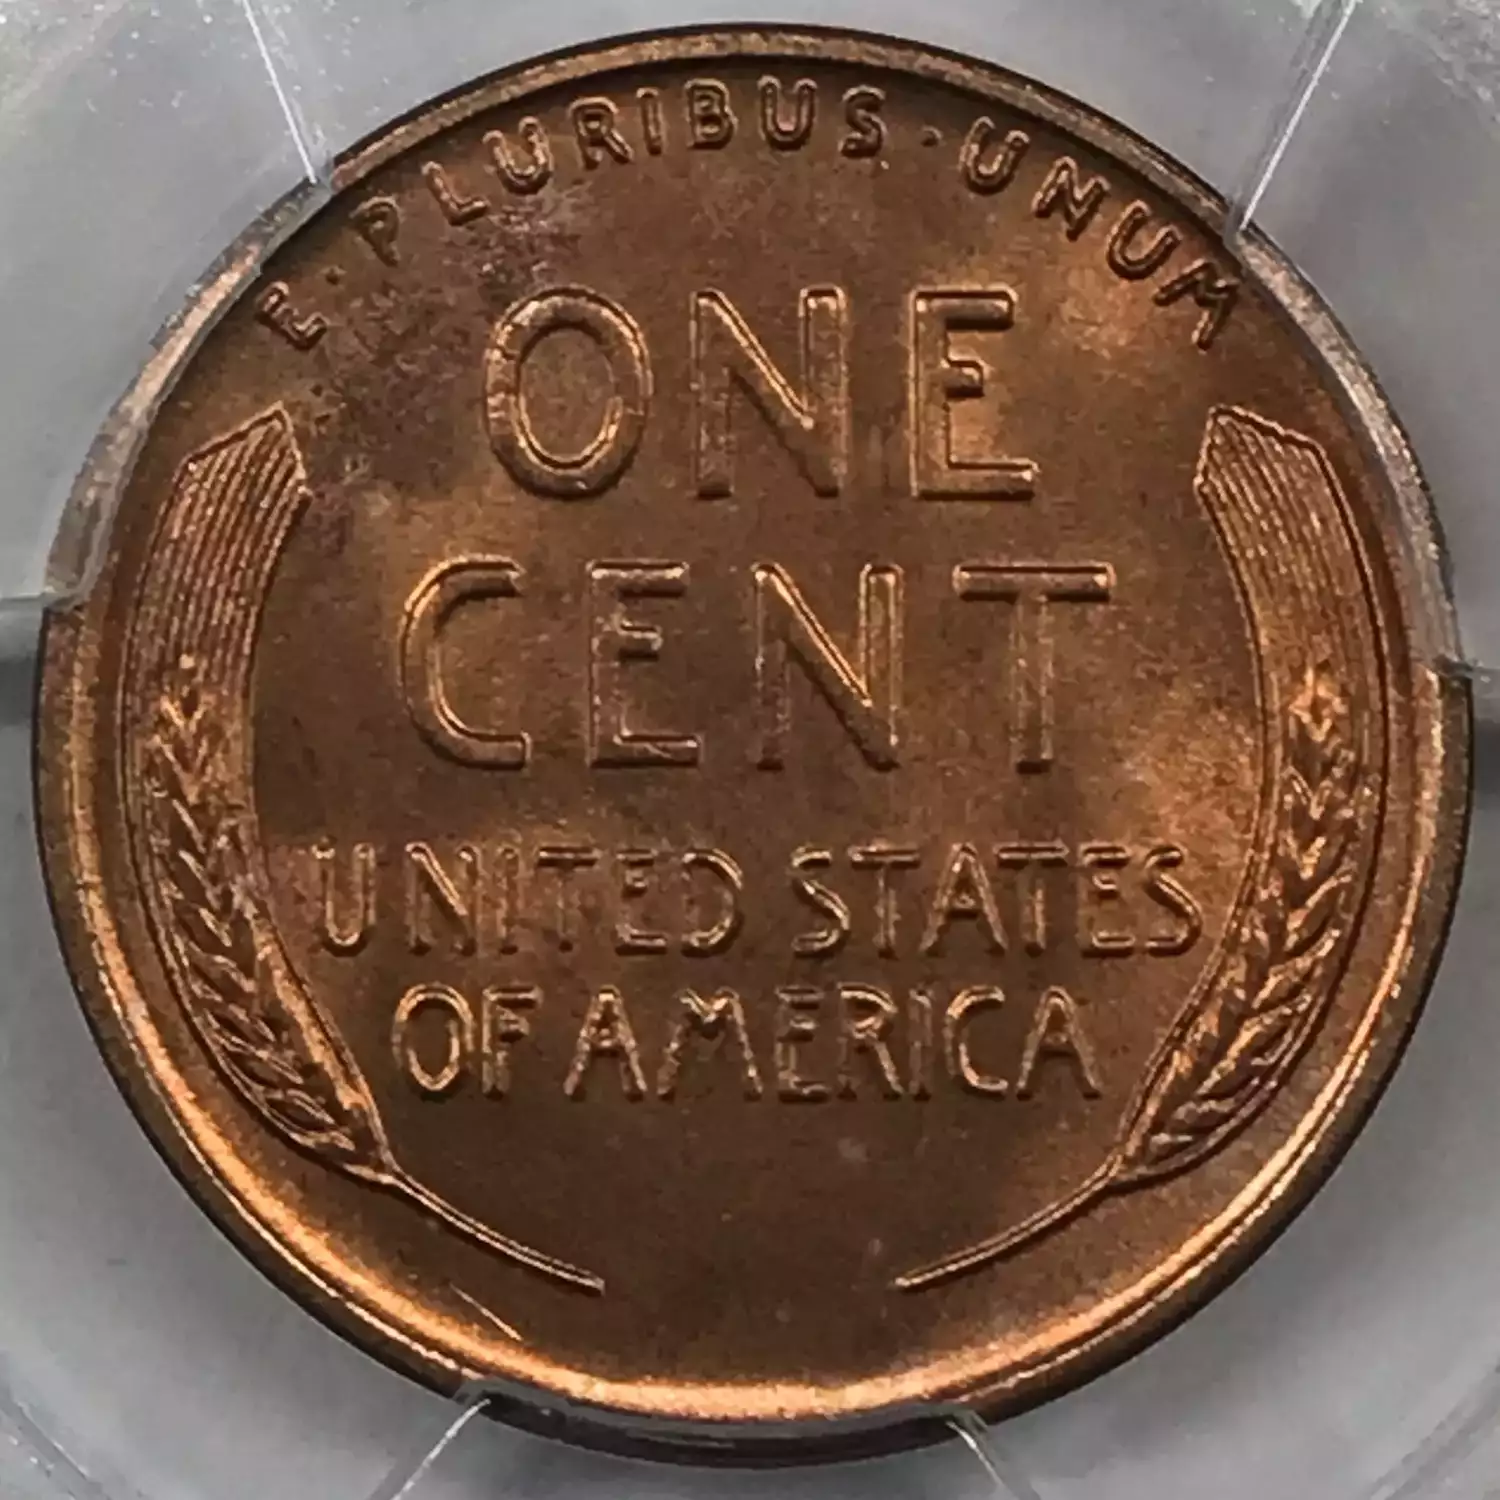 E·PLURIBUS·UNUM
ONE
CENT
UNITED STATES
OF AMERICA